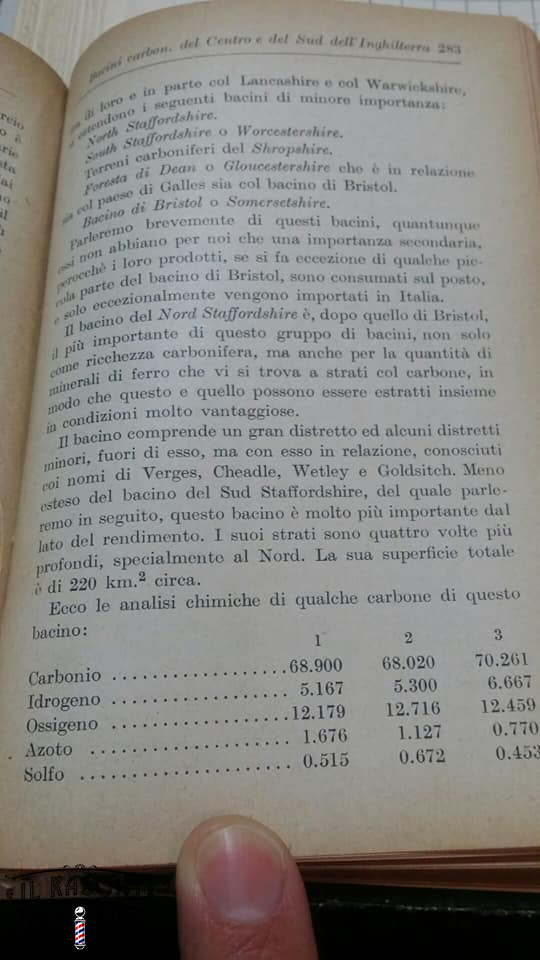 Bacini carbon. del Centro e del Sud dell'Inghilterra 283
di loro e in parte col Lancashire e col Warwickshire,
estendono i seguenti bacini di minore importanza:
North Staffordshire.
South Staffordshire o Worcestershire.
Terreni carboniferi del Shropshire.
Foresta di Dean o Gloucestershire che è in relazione
sia col paese di Galles sia col bacino di Bristol.
Bacino di Bristol o Somersetshire.
Parleremo brevemente di questi bacini, quantunque
essi non abbiano per noi che una importanza secondaria,
perocchè i loro prodotti, se si fa eccezione di qualche pic-
cola parte del bacino di Bristol, sono consumati sul posto,
e solo eccezionalmente vengono importati in Italia.
Il bacino del Nord Staffordshire è, dopo quello di Bristol,
il più importante di questo gruppo di bacini, non solo
come ricchezza carbonifera, ma anche per la quantità di
minerali di ferro che vi si trova a strati col carbone, in
modo che questo e quello possono essere estratti insieme
in condizioni molto vantaggiose.
Il bacino comprende un gran distretto ed alcuni distretti
minori, fuori di esso, ma con esso in relazione, conosciuti
coi nomi di Verges, Cheadle, Wetley e Goldsitch. Meno
esteso del bacino del Sud Staffordshire, del quale parle-
remo in seguito, questo bacino è molto più importante dal
lato del rendimento. I suoi strati sono quattro volte più
profondi, specialmente al Nord. La sua superficie totale
è di 220 km.² circa.
Ecco le analisi chimiche di qualche carbone di questo
bacino:
1 2 3
Carbonio .................. 68.900 68.020 70.261
Idrogeno .................. 5.167 5.300 6.667
Ossigeno .................. 12.179 12.716 12.459
Azoto .................. 1.676 1.127 0.770
Solfo .................. 0.515 0.672 0.453
IL